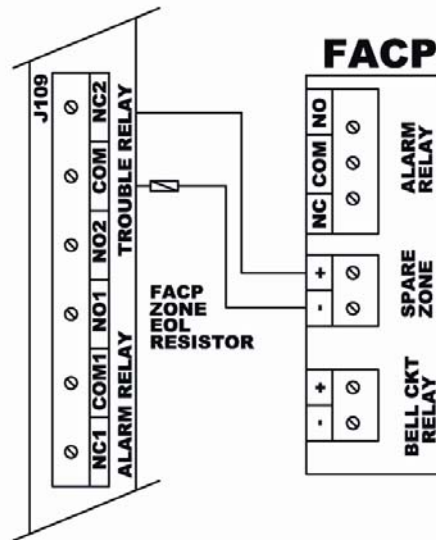 FACP
J109
NC2
COM
NO2
NO1
COM1
NC1
TROUBLE RELAY
ALARM RELAY
FACP
ZONE
EOL
RESISTOR
NO
COM
NC
ALARM
RELAY
+
-
SPARE
ZONE
+
-
BELL CKT
RELAY